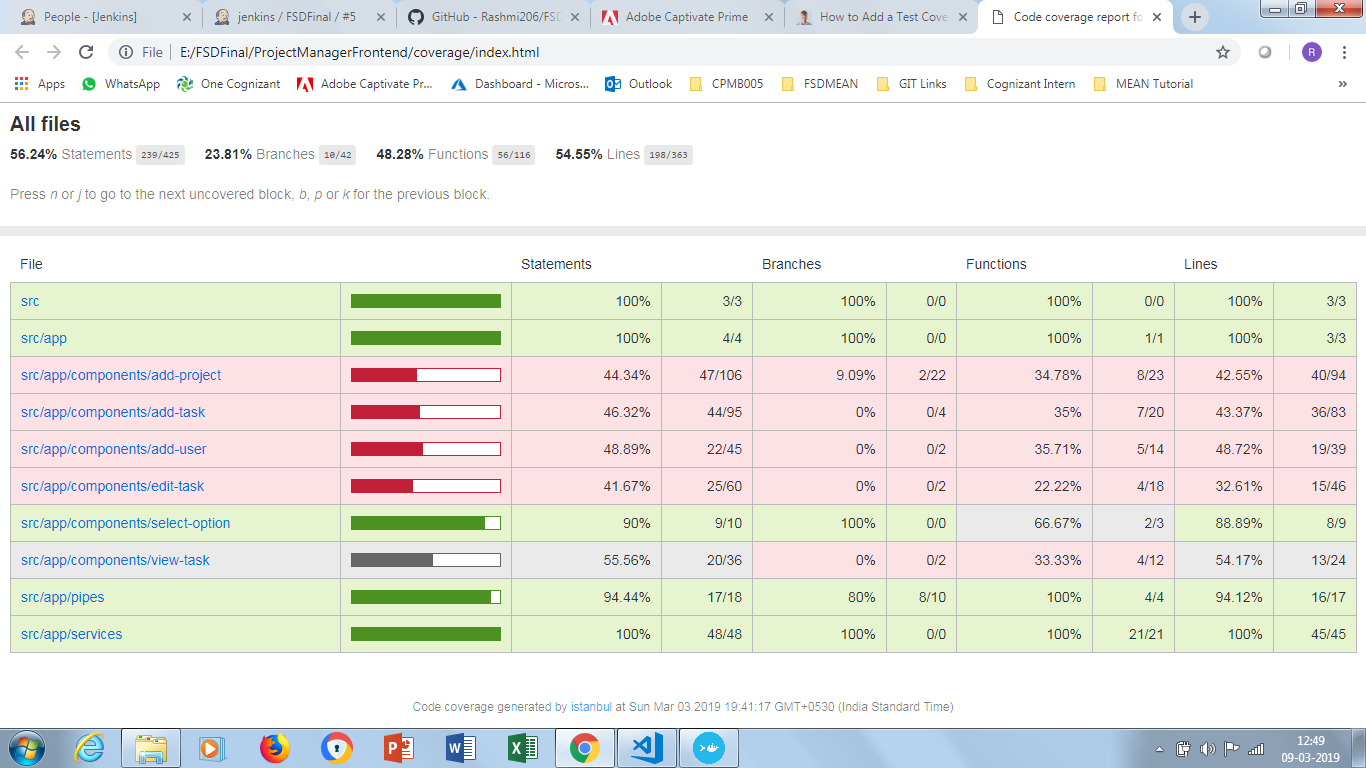 People - [Jenkins]
jenkins / FSDFinal / #5
GitHub - Rashmi206/FSD
Adobe Captivate Prime
How to Add a Test Cove
Code coverage report fo
File E:/FSDFinal/ProjectManagerFrontend/coverage/index.html
R
Apps WhatsApp One Cognizant Adobe Captivate Pr... Dashboard - Micros... Outlook CPMB005 FSDMEAN GIT Links Cognizant Intern MEAN Tutorial »
All files
56.24% Statements 239/425 23.81% Branches 10/42 48.28% Functions 56/116 54.55% Lines 198/363
Press n or j to go to the next uncovered block, b, p or k for the previous block.
File Statements Branches Functions Lines
src 100% 3/3 100% 0/0 100% 0/0 100% 3/3
src/app 100% 4/4 100% 0/0 100% 1/1 100% 3/3
src/app/components/add-project 44.34% 47/106 9.09% 2/22 34.78% 8/23 42.55% 40/94
src/app/components/add-task 46.32% 44/95 0% 0/4 35% 7/20 43.37% 36/83
src/app/components/add-user 48.89% 22/45 0% 0/2 35.71% 5/14 48.72% 19/39
src/app/components/edit-task 41.67% 25/60 0% 0/2 22.22% 4/18 32.61% 15/46
src/app/components/select-option 90% 9/10 100% 0/0 66.67% 2/3 88.89% 8/9
src/app/components/view-task 55.56% 20/36 0% 0/2 33.33% 4/12 54.17% 13/24
src/app/pipes 94.44% 17/18 80% 8/10 100% 4/4 94.12% 16/17
src/app/services 100% 48/48 100% 0/0 100% 21/21 100% 45/45
Code coverage generated by istanbul at Sun Mar 03 2019 19:41:17 GMT+0530 (India Standard Time)
12:49
09-03-2019